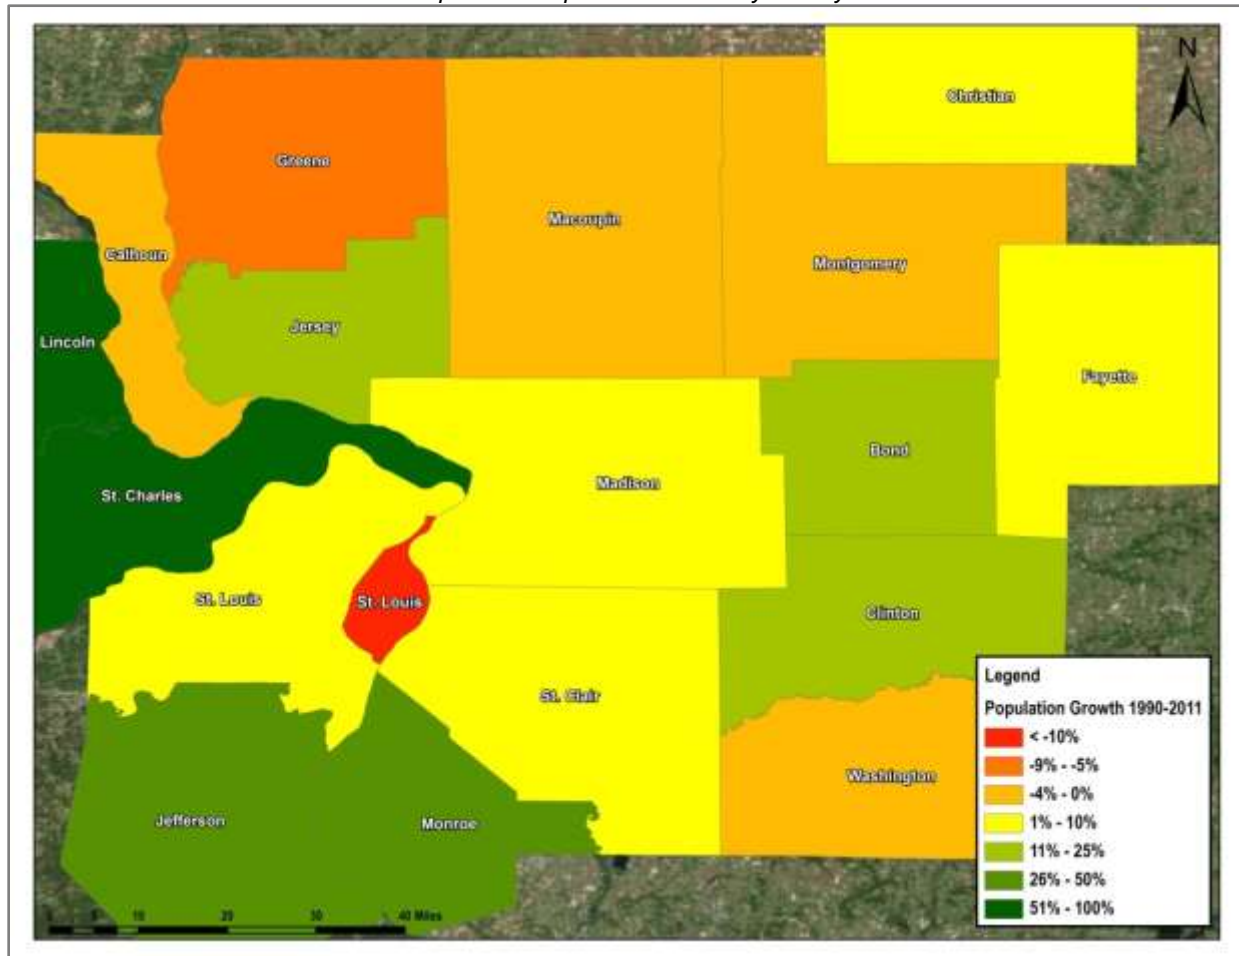 N
Christian
Greene
Macoupin
Calhoun
Montgomery
Jersey
Lincoln
Fayette
Bond
Madison
St. Charles
St. Louis
St. Louis
Clinton
St. Clair
Washington
Jefferson
Monroe
Legend
Population Growth 1990-2011
< -10%
-9% - -5%
-4% - 0%
1% - 10%
11% - 25%
26% - 50%
51% - 100%
10 20 30 40 Miles